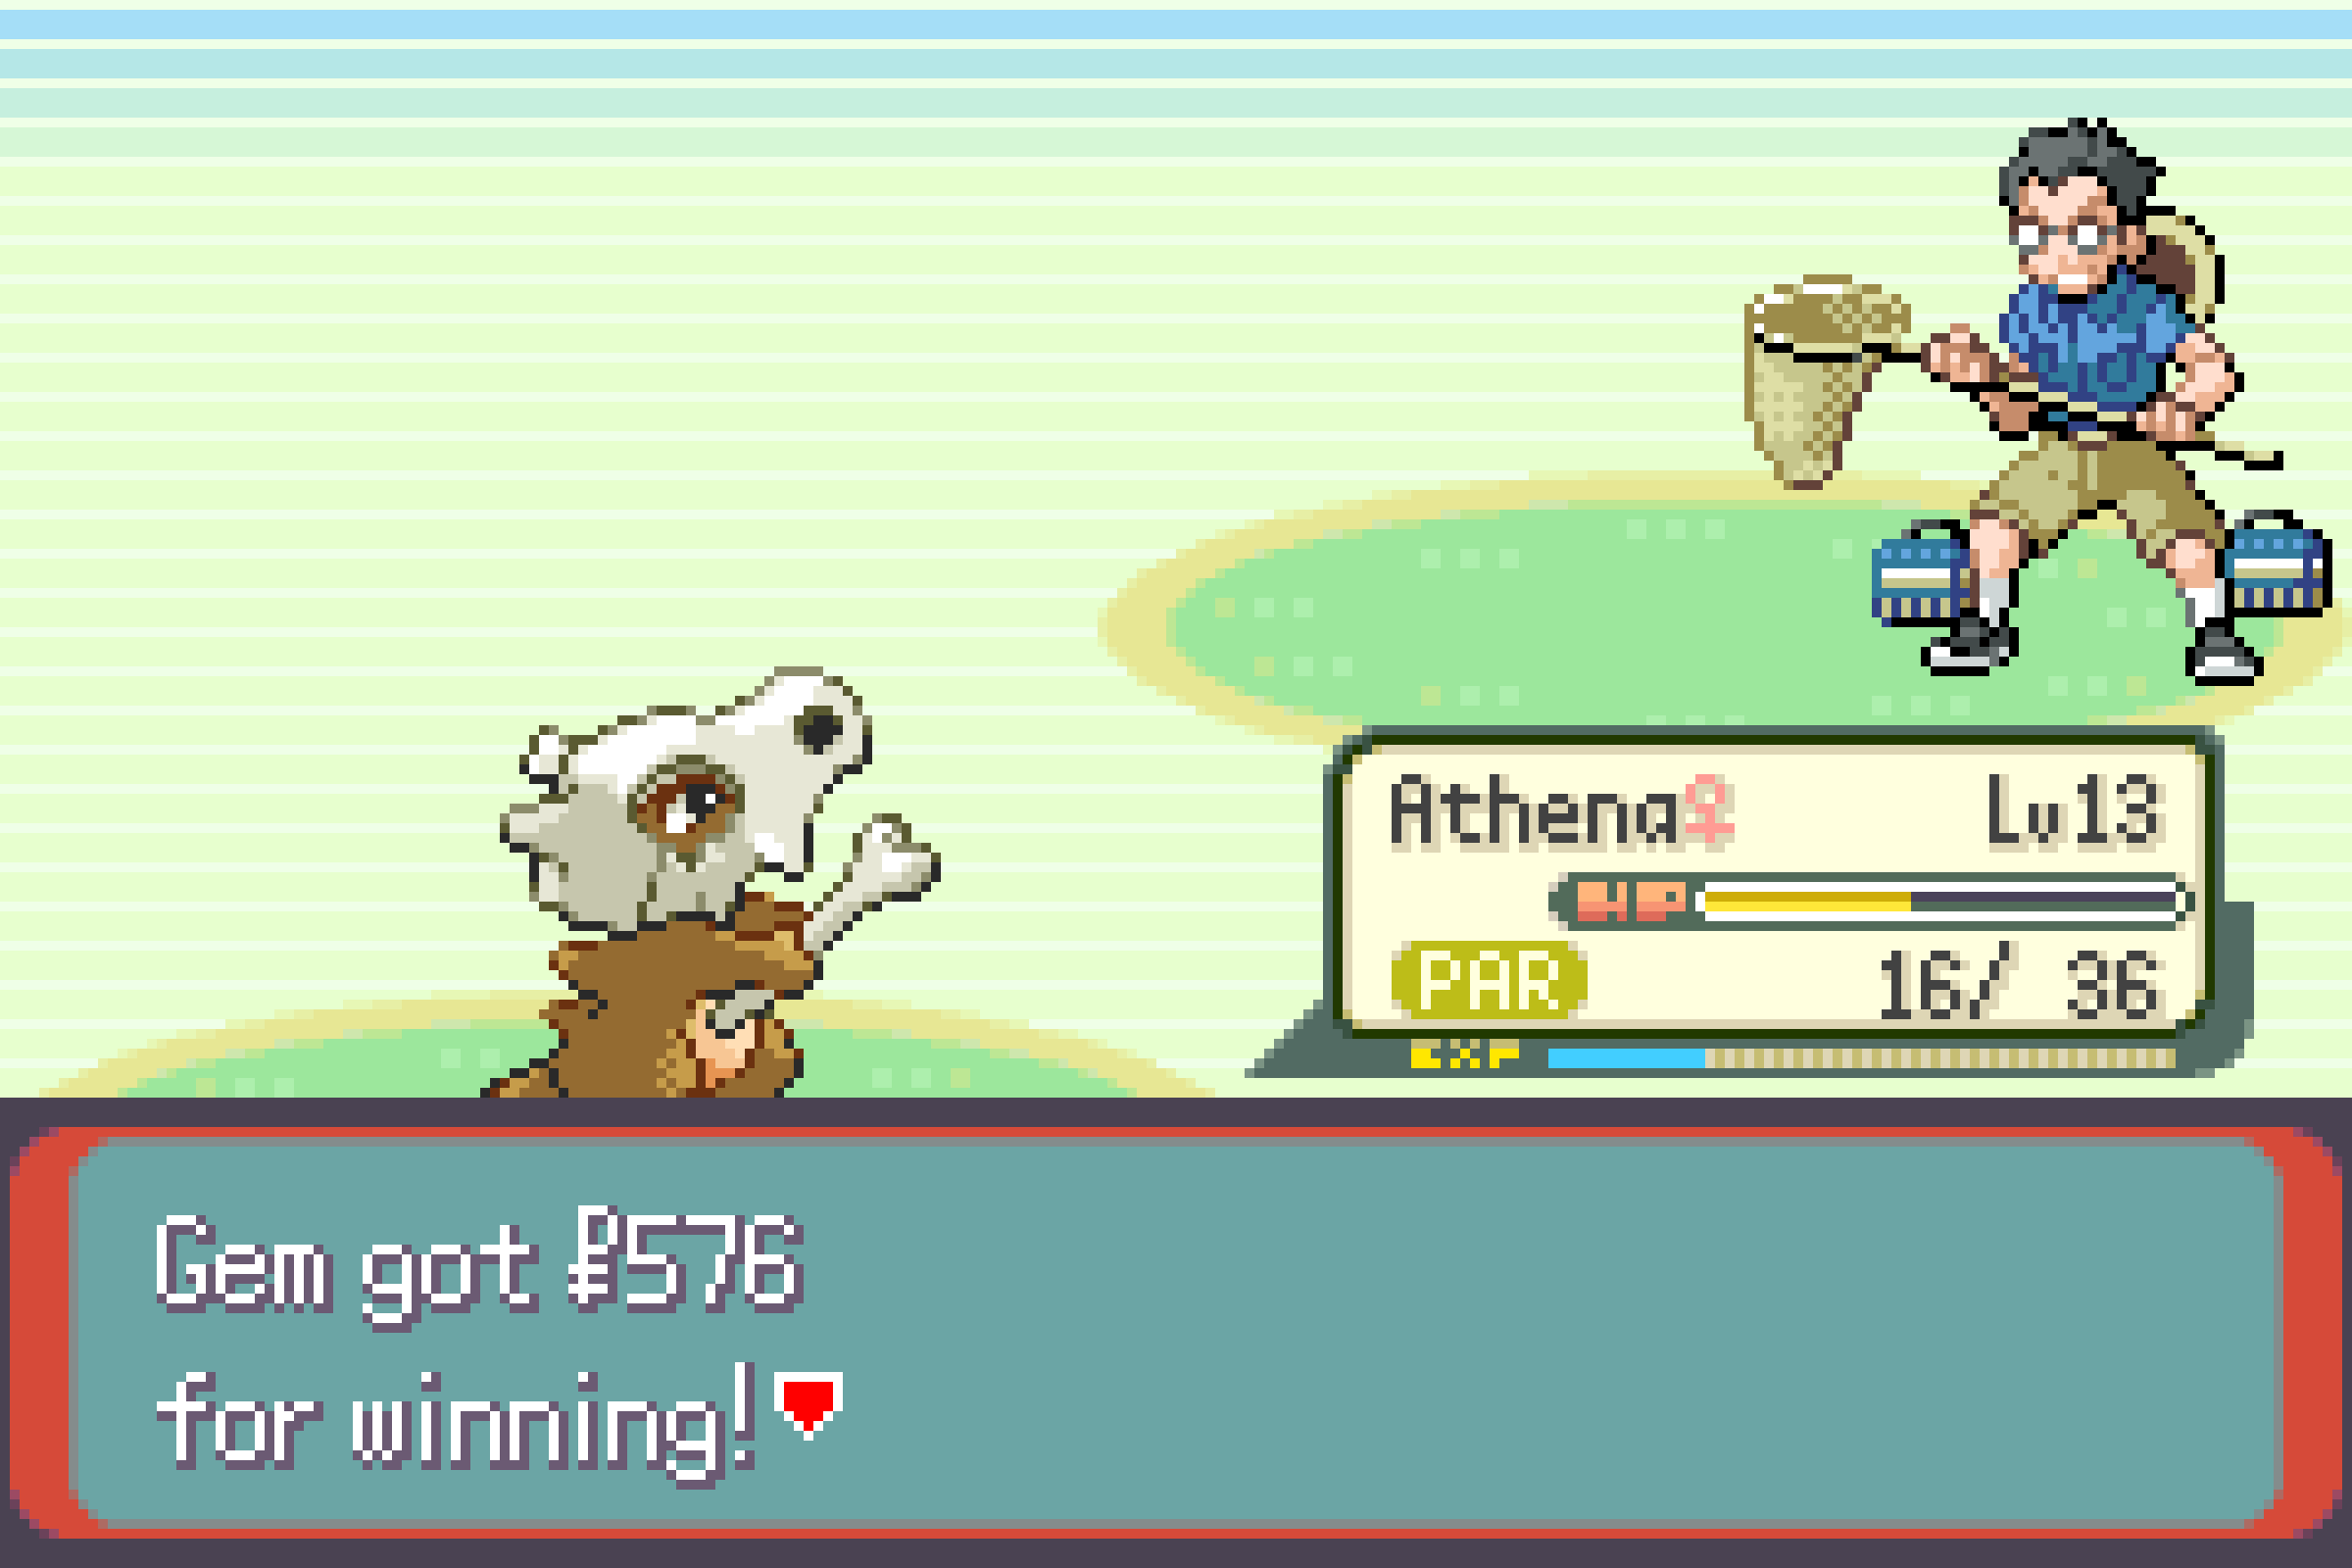 Athena♀ Lv13
HP
PAR 16/ 36
EXP
Gem got ₽576
for winning!